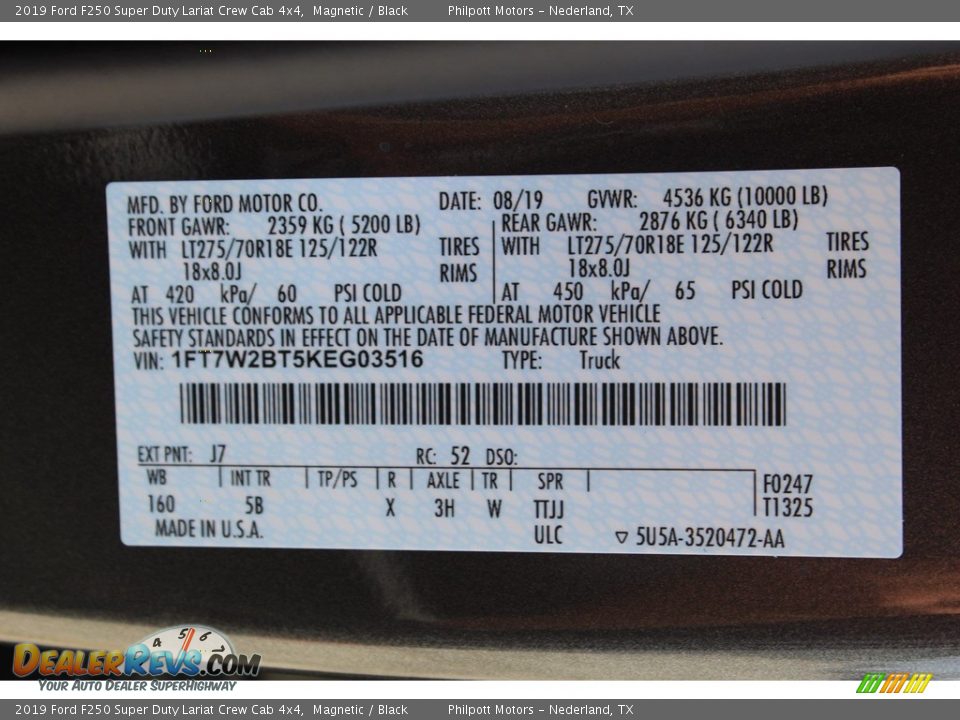 2019 Ford F250 Super Duty Lariat Crew Cab 4x4, Magnetic / Black Philpott Motors - Nederland, TX
MFD. BY FORD MOTOR CO. DATE: 08/19 GVWR: 4536 KG (10000 LB)
FRONT GAWR: 2359 KG ( 5200 LB) REAR GAWR: 2876 KG ( 6340 LB)
WITH LT275/70R18E 125/122R TIRES WITH LT275/70R18E 125/122R TIRES
18x8.0J RIMS 18x8.0J RIMS
AT 420 kPa/ 60 PSI COLD AT 450 kPa/ 65 PSI COLD
THIS VEHICLE CONFORMS TO ALL APPLICABLE FEDERAL MOTOR VEHICLE
SAFETY STANDARDS IN EFFECT ON THE DATE OF MANUFACTURE SHOWN ABOVE.
VIN: 1FT7W2BT5KEG03516 TYPE: Truck
EXT PNT: J7 RC: 52 DSO:
WB INT TR TP/PS R AXLE TR SPR F0247
160 5B X 3H W TTJJ T1325
MADE IN U.S.A. ULC ▽ 5U5A-3520472-AA
4 5 6
DEALERREVS.COM
YOUR AUTO DEALER SUPERHIGHWAY
2019 Ford F250 Super Duty Lariat Crew Cab 4x4, Magnetic / Black Philpott Motors - Nederland, TX